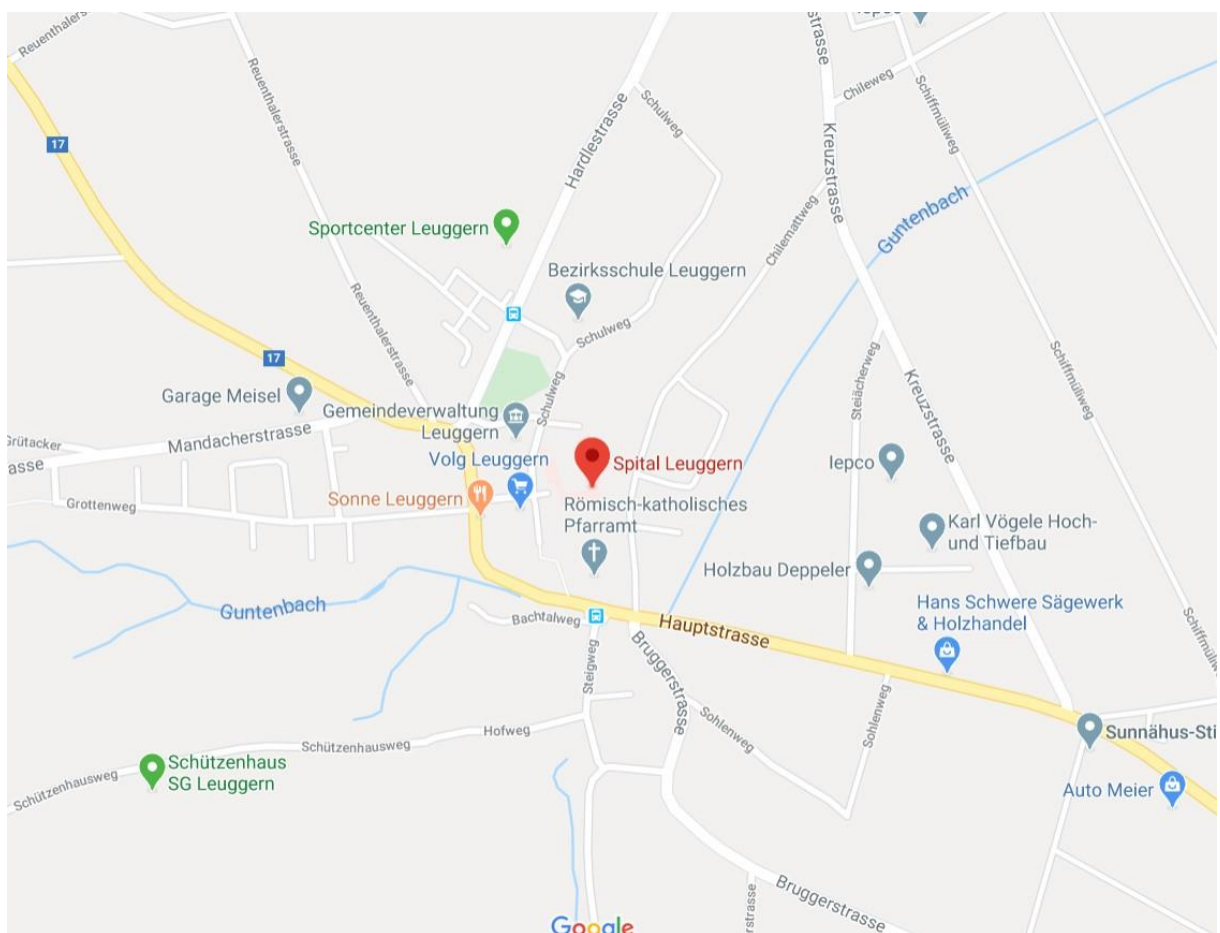 Reuenthalerstrasse
17
Reuenthalerstrasse
Hardlestrasse
Schulweg
Kreuzstrasse
Chileweg
Schiffmüliweg
Sportcenter Leuggern
Bezirksschule Leuggern
Chilemattweg
Guntenbach
Reuenthalerstrasse
Schulweg
17
Schiffmüliweg
Garage Meisel
Gemeindeverwaltung
Leuggern
Schulweg
Steiächerweg
Kreuzstrasse
Grütacker
Mandacherstrasse
Volg Leuggern
Spital Leuggern
Iepco
Sonne Leuggern
Grottenweg
Römisch-katholisches
Pfarramt
Karl Vögele Hoch-
und Tiefbau
Holzbau Deppeler
Guntenbach
Bachtalweg
Hauptstrasse
Hans Schwere Sägewerk
& Holzhandel
Schiffmüliweg
Steigweg
Bruggerstrasse
Sohlenweg
Sohlenweg
Hofweg
Schützenhausweg
Sunnähus-Sti
Schützenhausweg
Schützenhaus
SG Leuggern
Auto Meier
Bruggerstrasse
Google